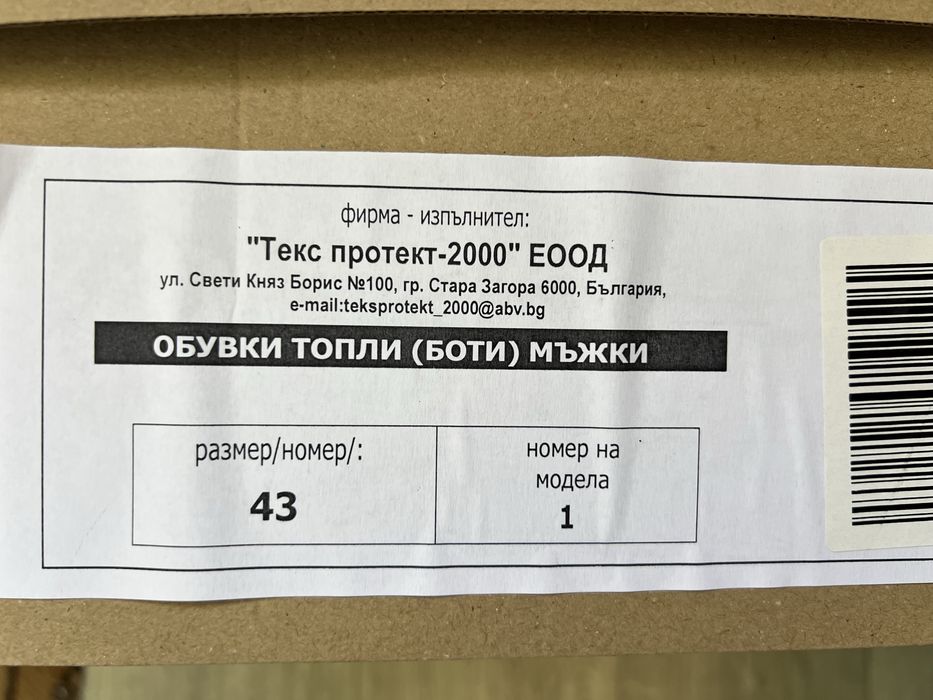 фирма - изпълнител:
"Текс протект-2000" ЕООД
ул. Свети Княз Борис №100, гр. Стара Загора 6000, България,
e-mail:teksprotekt_2000@abv.bg
ОБУВКИ ТОПЛИ (БОТИ) МЪЖКИ
размер/номер/:
43
номер на
модела
1